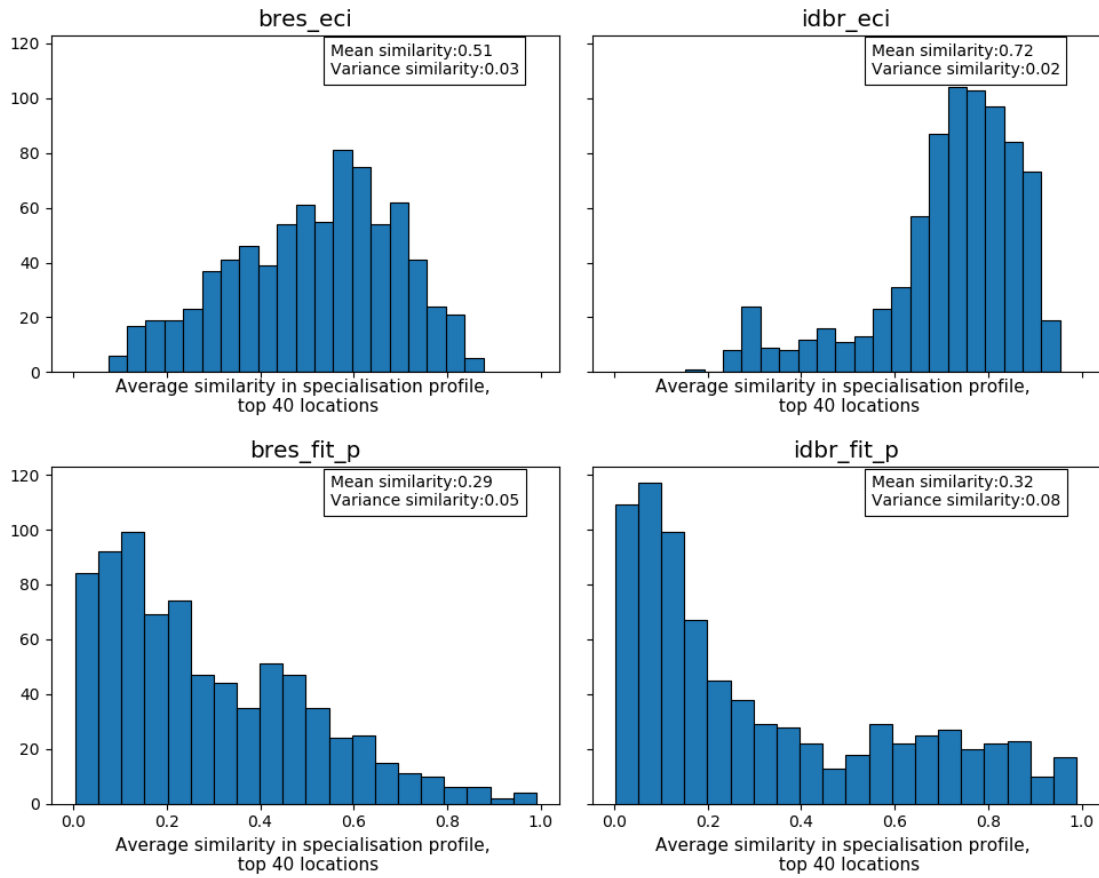 bres_eci
idbr_eci
Mean similarity:0.51
Variance similarity:0.03
Mean similarity:0.72
Variance similarity:0.02
120
100
80
60
40
20
0
Average similarity in specialisation profile,
top 40 locations
Average similarity in specialisation profile,
top 40 locations
bres_fit_p
idbr_fit_p
Mean similarity:0.29
Variance similarity:0.05
Mean similarity:0.32
Variance similarity:0.08
120
100
80
60
40
20
0
0.0 0.2 0.4 0.6 0.8 1.0
0.0 0.2 0.4 0.6 0.8 1.0
Average similarity in specialisation profile,
top 40 locations
Average similarity in specialisation profile,
top 40 locations